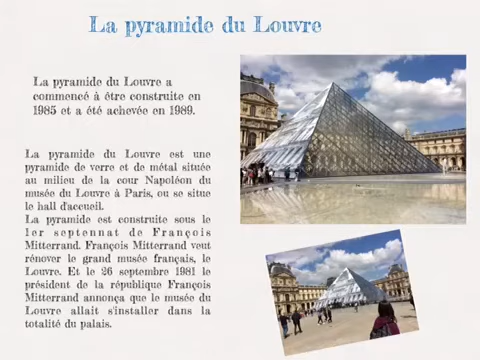 La pyramide du Louvre
La pyramide du Louvre a
commencé à être construite en
1985 et a été achevée en 1989.
La pyramide du Louvre est une
pyramide de verre et de métal située
au milieu de la cour Napoléon du
musée du Louvre à Paris, ou se situe
le hall d'accueil.
La pyramide est construite sous le
1er septennat de François
Mitterrand. François Mitterrand veut
rénover le grand musée français, le
Louvre. Et le 26 septembre 1981 le
président de la république François
Mitterrand annonça que le musée du
Louvre allait s'installer dans la
totalité du palais.